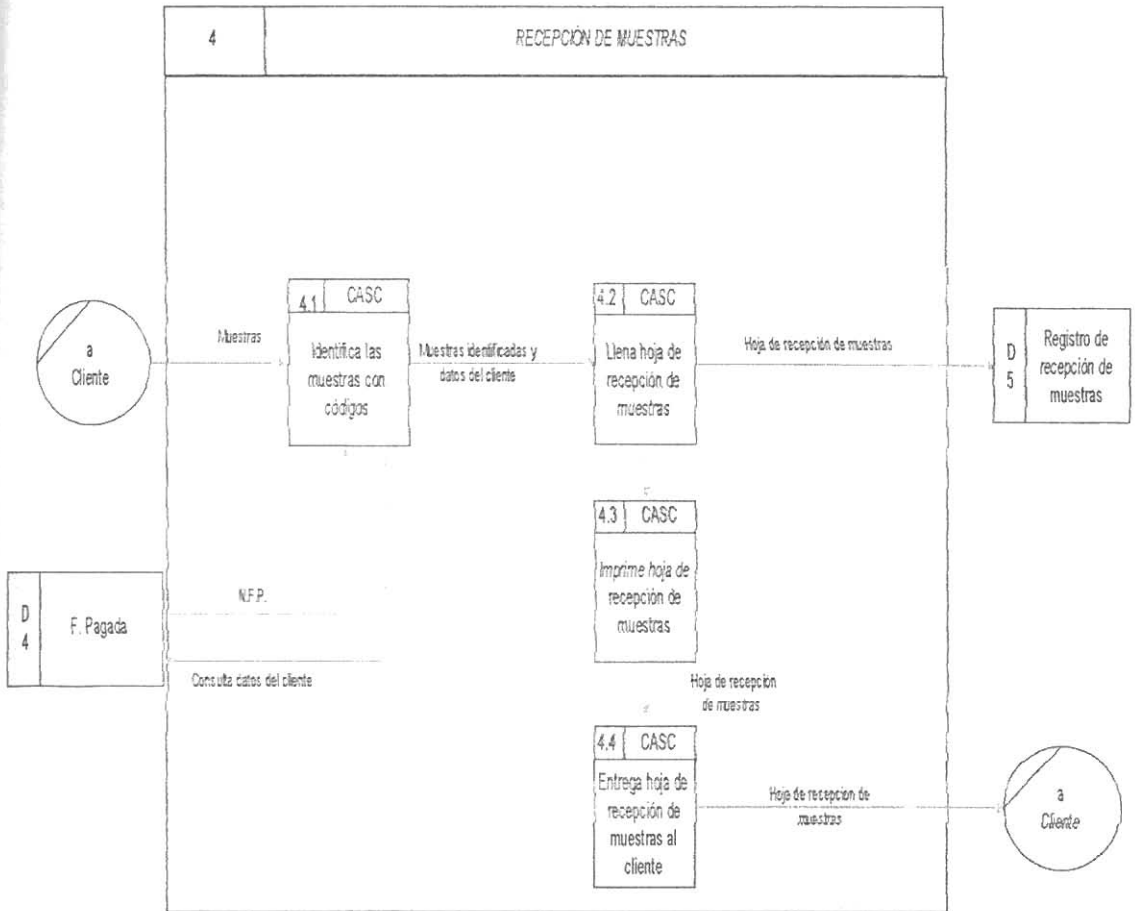 4
RECEPCIÓN DE MUESTRAS
a
Cliente
Muestras
4.1 CASC
Identifica las
muestras con
códigos
Muestras identificadas y
datos del cliente
4.2 CASC
Llena hoja de
recepción de
muestras
Hoja de recepción de muestras
D
5
Registro de
recepción de
muestras
4.3 CASC
Imprime hoja de
recepción de
muestras
D
4
F. Pagada
N.F.P.
Consulta datos del cliente
Hoja de recepción
de muestras
4.4 CASC
Entrega hoja de
recepción de
muestras al
cliente
Hoja de recepcion de
muestras
a
Cliente